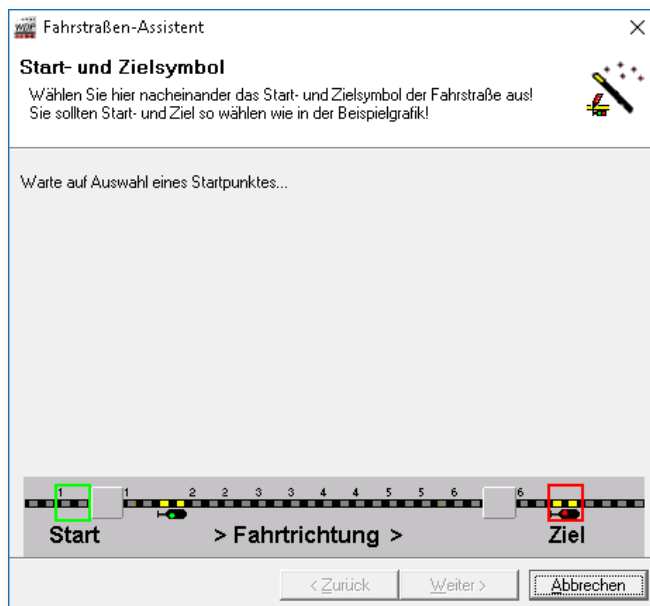 WDP Fahrstraßen-Assistent
Start- und Zielsymbol
Wählen Sie hier nacheinander das Start- und Zielsymbol der Fahrstraße aus!
Sie sollten Start- und Ziel so wählen wie in der Beispielgrafik!
Warte auf Auswahl eines Startpunktes...
1 1 2 2 3 3 4 4 5 5 6 6
Start > Fahrtrichtung > Ziel
< Zurück Weiter > Abbrechen